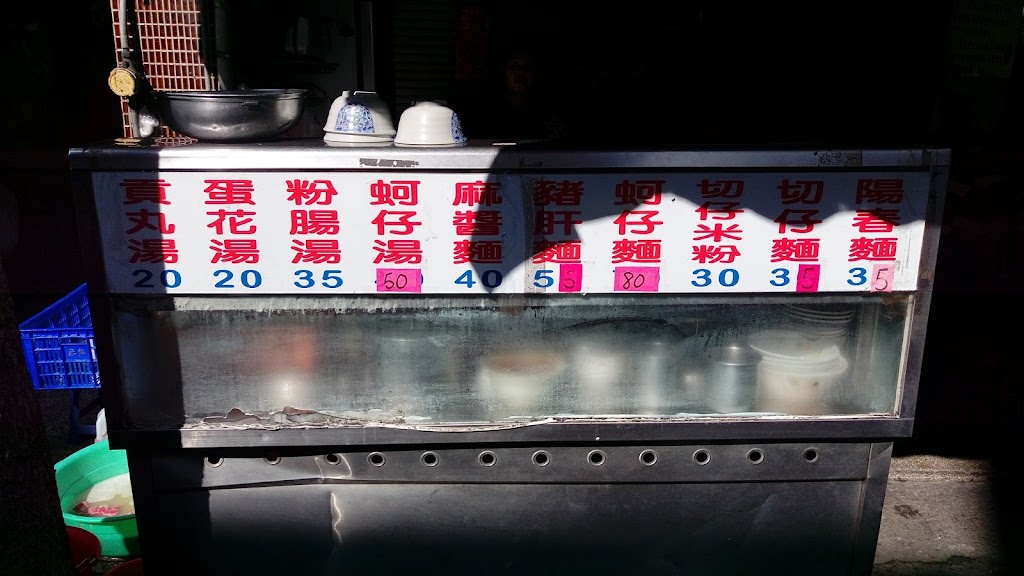 陽春麵 35
切仔麵 35
切仔米粉 30
蚵仔麵 80
豬肝麵 55
麻醬麵 40
蚵仔湯 60
粉腸湯 35
蛋花湯 20
貢丸湯 20